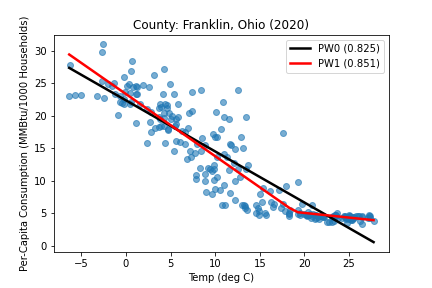 County: Franklin, Ohio (2020)
Per-Capita Consumption (MMBtu/1000 Households)
30
25
20
15
10
5
0
PW0 (0.825)
PW1 (0.851)
−5 0 5 10 15 20 25
Temp (deg C)